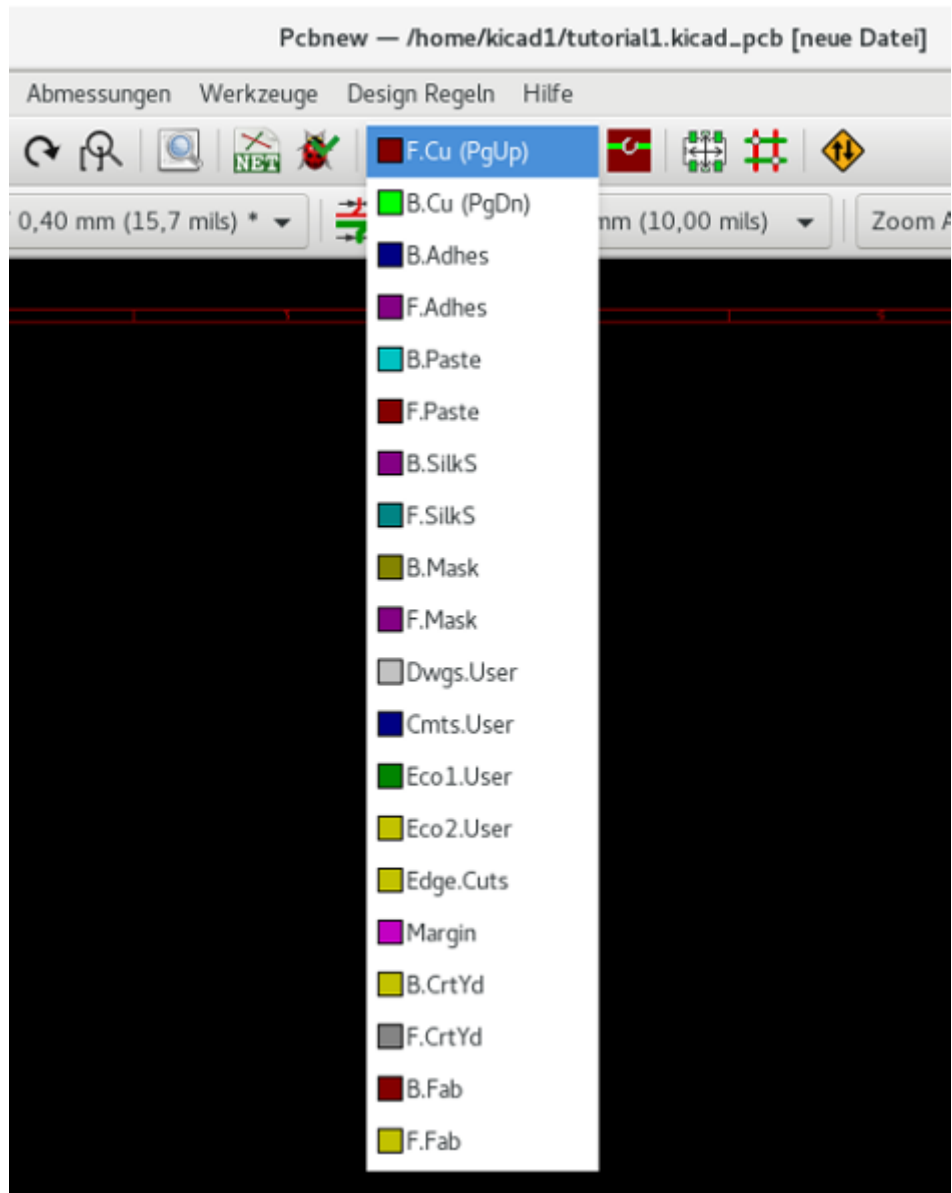 Pcbnew — /home/kicad1/tutorial1.kicad_pcb [neue Datei]
Abmessungen Werkzeuge Design Regeln Hilfe
NET
F.Cu (PgUp)
0,40 mm (15,7 mils) *
B.Cu (PgDn)
mm (10,00 mils)
Zoom
B.Adhes
F.Adhes
B.Paste
F.Paste
B.SilkS
F.SilkS
B.Mask
F.Mask
Dwgs.User
Cmts.User
Eco1.User
Eco2.User
Edge.Cuts
Margin
B.CrtYd
F.CrtYd
B.Fab
F.Fab